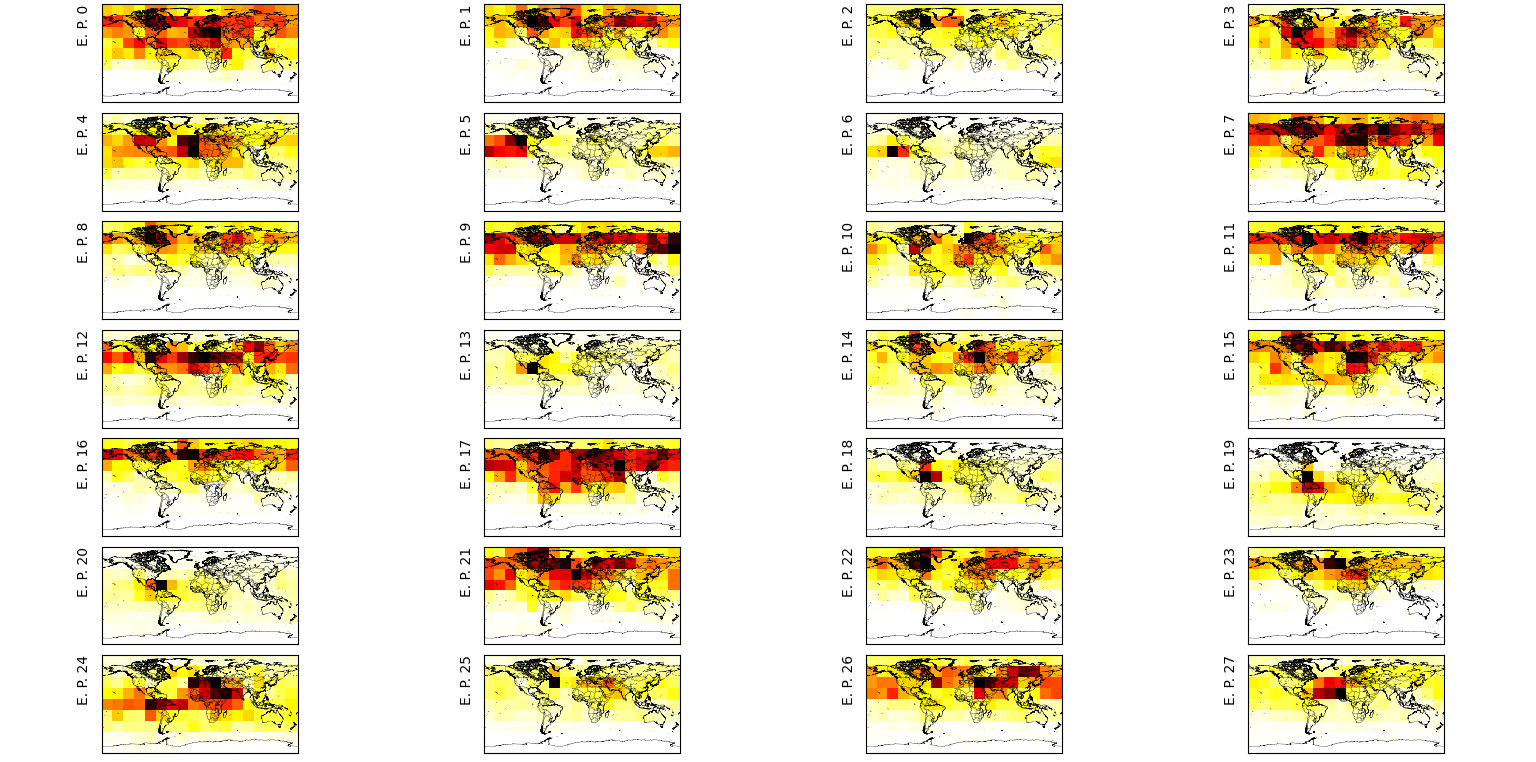 E. P. 0
E. P. 1
E. P. 2
E. P. 3
E. P. 4
E. P. 5
E. P. 6
E. P. 7
E. P. 8
E. P. 9
E. P. 10
E. P. 11
E. P. 12
E. P. 13
E. P. 14
E. P. 15
E. P. 16
E. P. 17
E. P. 18
E. P. 19
E. P. 20
E. P. 21
E. P. 22
E. P. 23
E. P. 24
E. P. 25
E. P. 26
E. P. 27